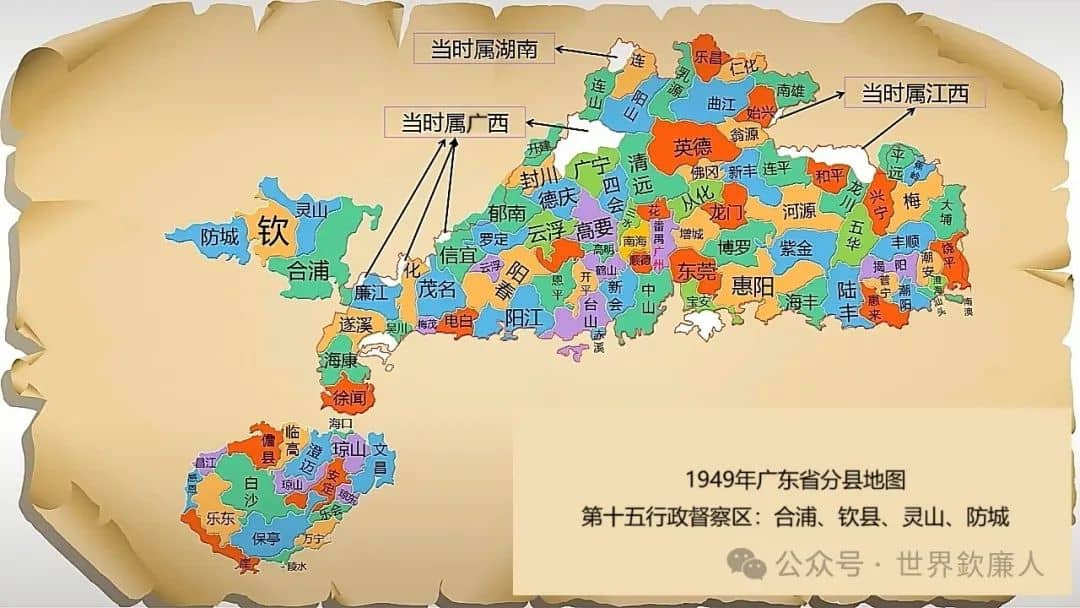 当时属湖南
当时属江西
当时属广西
连
阳山
连山
乳源
乐昌
仁化
南雄
曲江
始兴
翁源
英德
开建
广宁
封川
德庆
四会
清远
佛冈
新丰
连平
和平
龙川
兴宁
平远
蕉岭
梅
大埔
郁南
云浮
高要
三水
花
从化
龙门
河源
五华
丰顺
饶平
信宜
罗定
高明
南海
番禺
广州
增城
博罗
紫金
揭阳
潮安
灵山
防城
钦
合浦
化
廉江
茂名
云浮
阳春
恩平
开平
鹤山
新会
顺德
中山
东莞
宝安
惠阳
海丰
陆丰
惠来
普宁
潮阳
澄海
汕头
南澳
遂溪
吴川
梅茂
电白
阳江
台山
赤溪
海康
徐闻
海口
儋县
临高
澄迈
琼山
文昌
昌江
白沙
琼山
安定
琼东
乐会
乐东
保亭
万宁
崖
陵水
1949年广东省分县地图
第十五行政督察区：合浦、钦县、灵山、防城
公众号·世界欽廉人